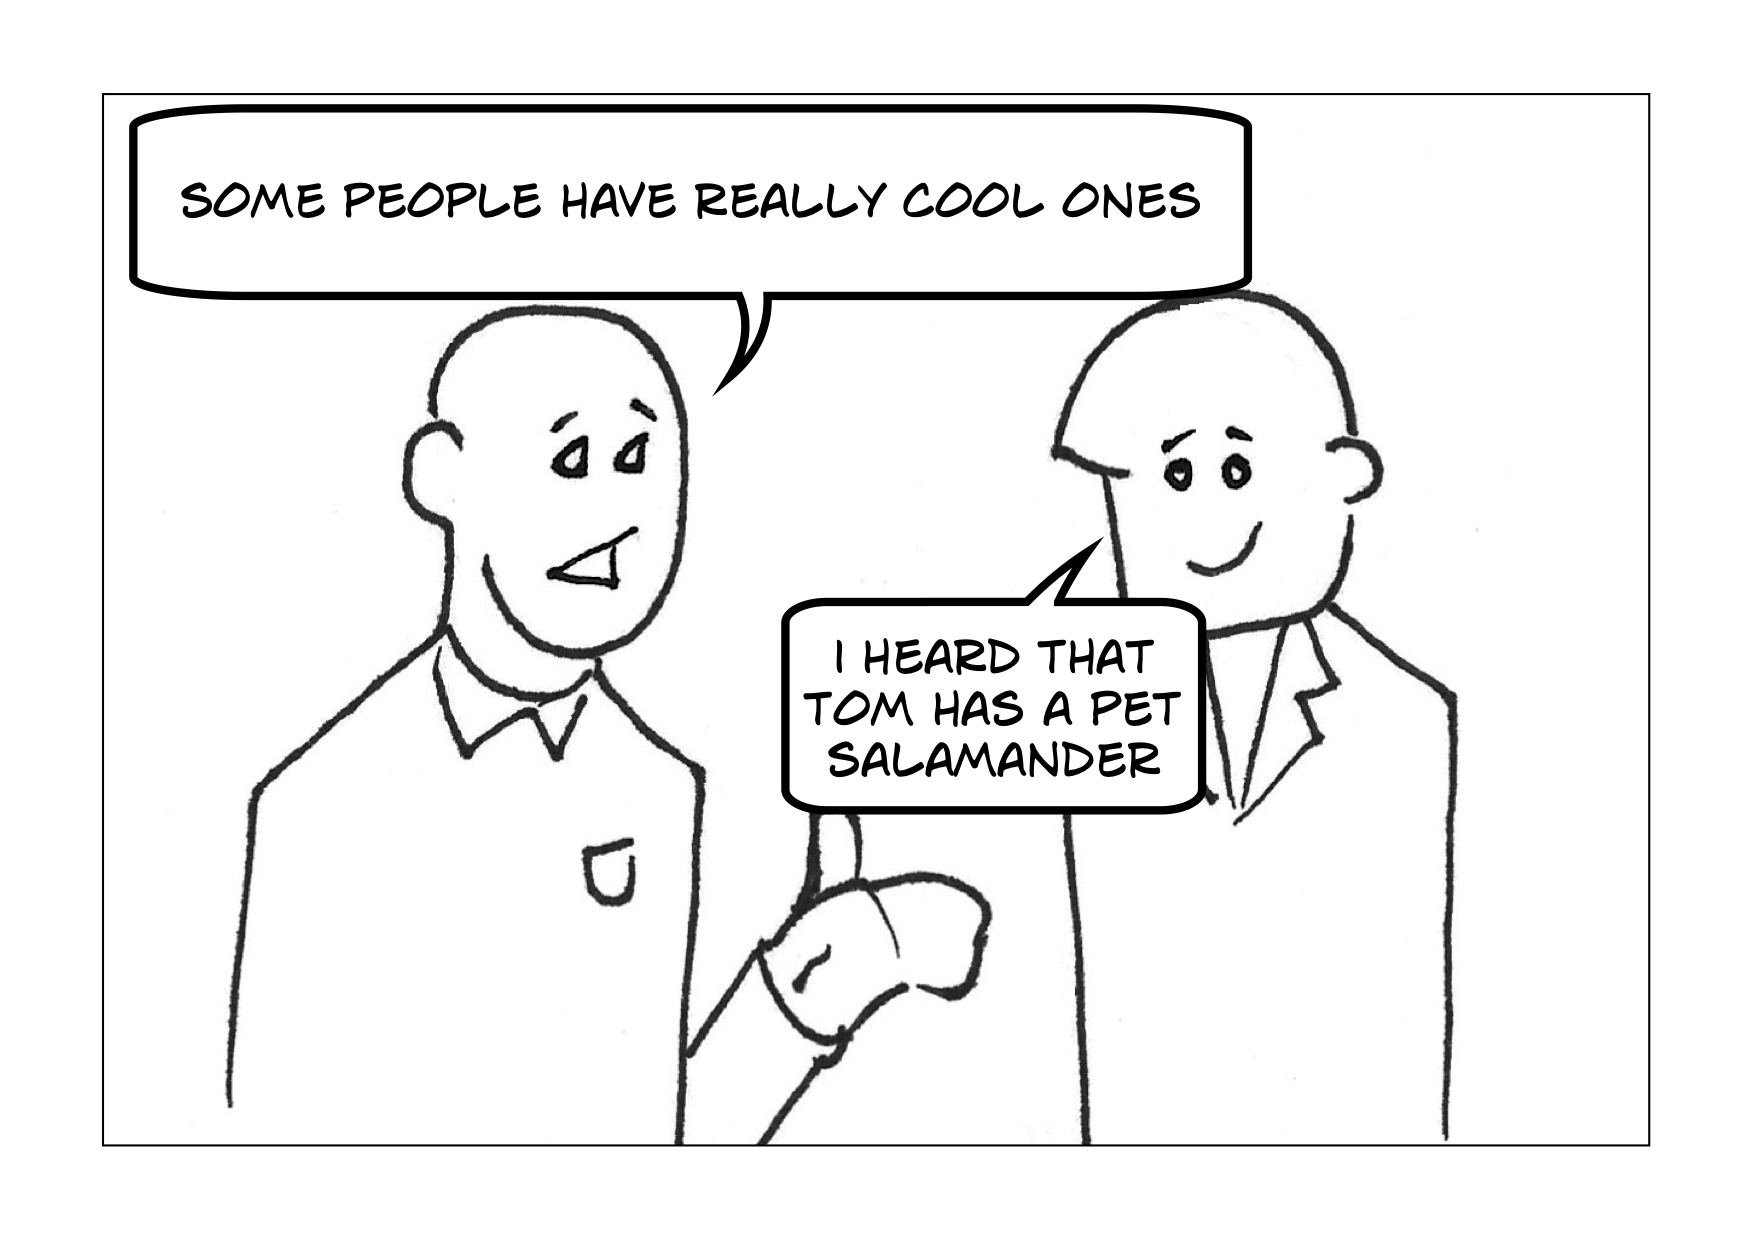 SOME PEOPLE HAVE REALLY COOL ONES
I HEARD THAT
TOM HAS A PET
SALAMANDER